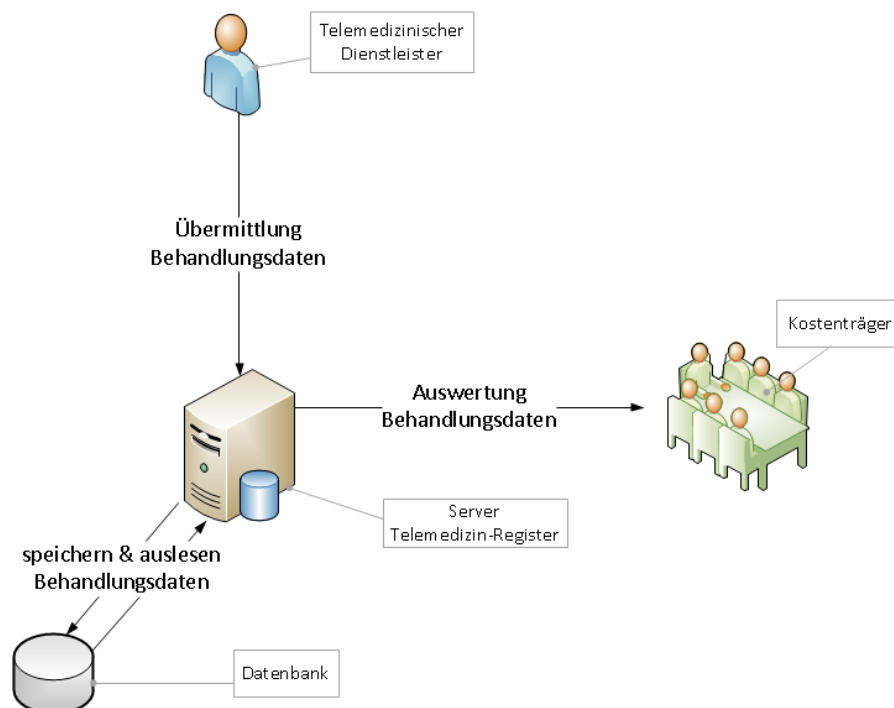 Telemedizinischer
Dienstleister
Übermittlung
Behandlungsdaten
Kostenträger
Auswertung
Behandlungsdaten
Server
Telemedizin-Register
speichern & auslesen
Behandlungsdaten
Datenbank